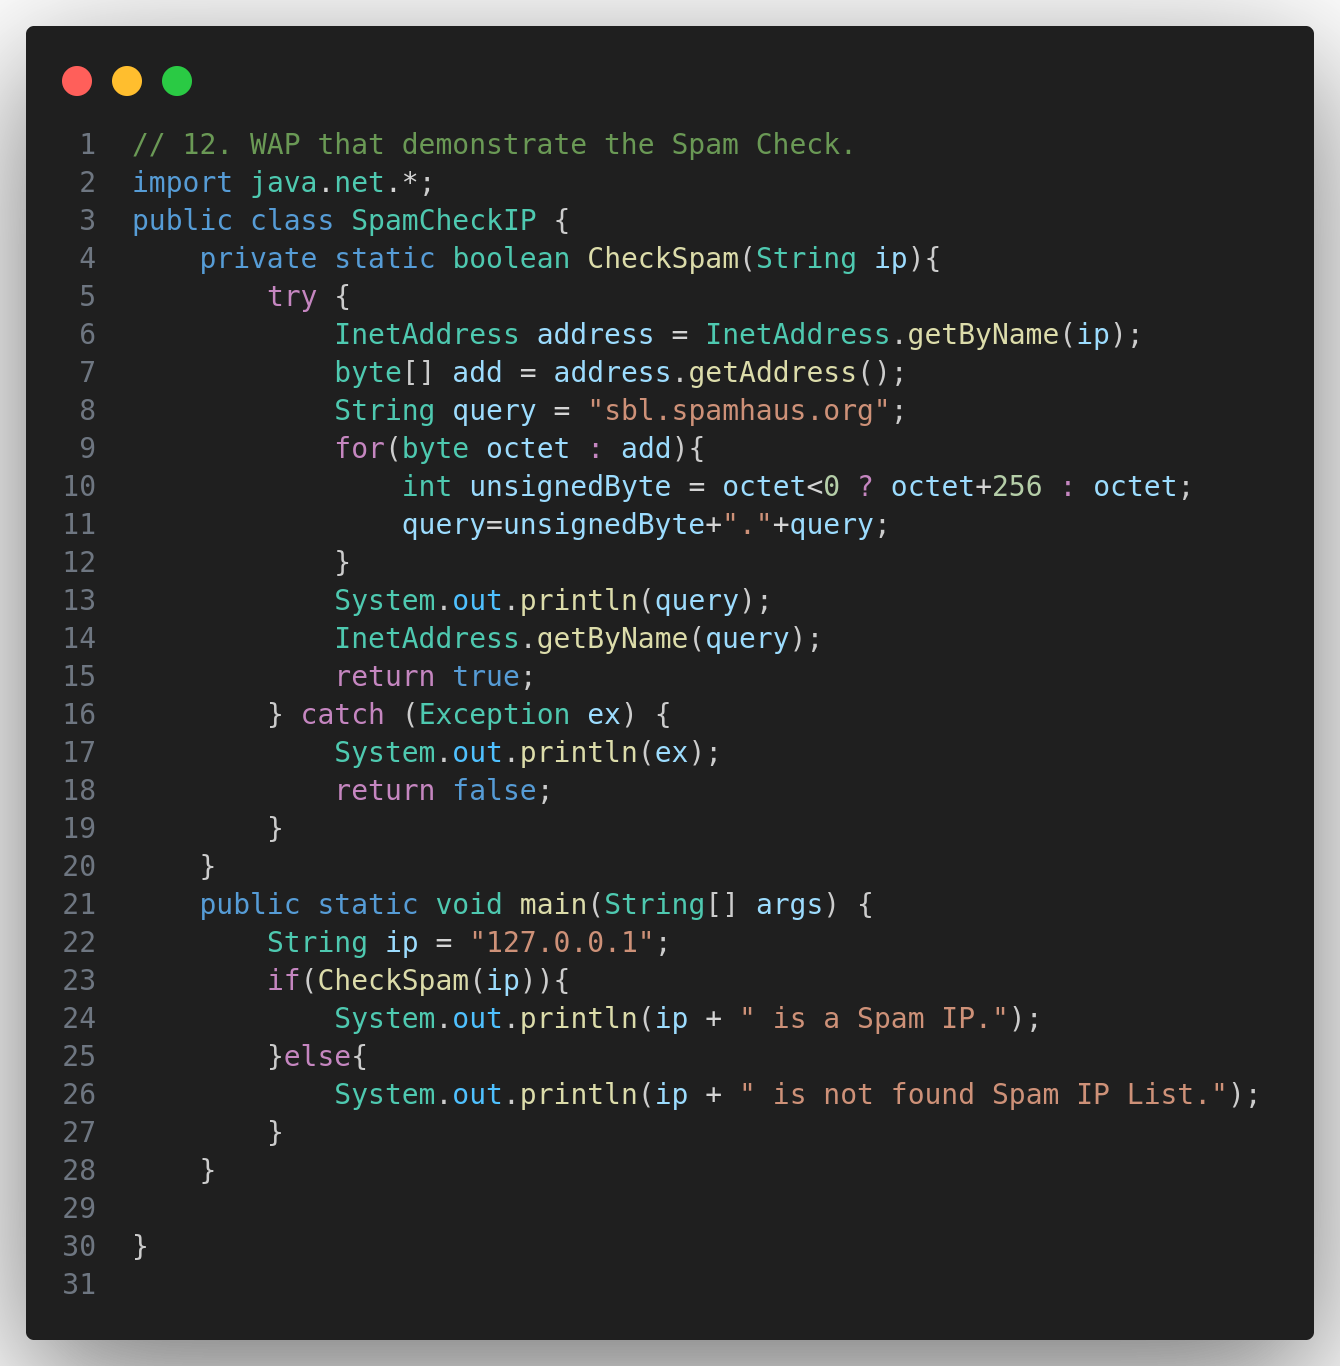 1 // 12. WAP that demonstrate the Spam Check.
2 import java.net.*;
3 public class SpamCheckIP {
4     private static boolean CheckSpam(String ip){
5         try {
6             InetAddress address = InetAddress.getByName(ip);
7             byte[] add = address.getAddress();
8             String query = "sbl.spamhaus.org";
9             for(byte octet : add){
10                 int unsignedByte = octet<0 ? octet+256 : octet;
11                 query=unsignedByte+"."+query;
12             }
13             System.out.println(query);
14             InetAddress.getByName(query);
15             return true;
16         } catch (Exception ex) {
17             System.out.println(ex);
18             return false;
19         }
20     }
21     public static void main(String[] args) {
22         String ip = "127.0.0.1";
23         if(CheckSpam(ip)){
24             System.out.println(ip + " is a Spam IP.");
25         }else{
26             System.out.println(ip + " is not found Spam IP List.");
27         }
28     }
29
30 }
31